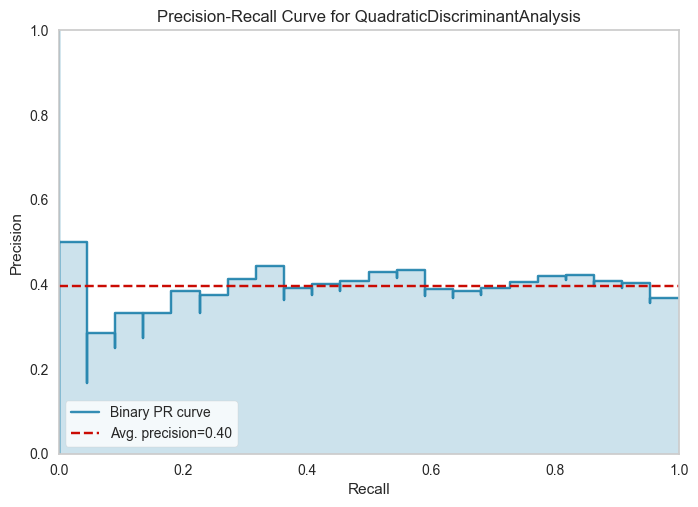 Precision-Recall Curve for QuadraticDiscriminantAnalysis
1.0
0.8
0.6
0.4
0.2
0.0
Precision
Binary PR curve
Avg. precision=0.40
0.0 0.2 0.4 0.6 0.8 1.0
Recall